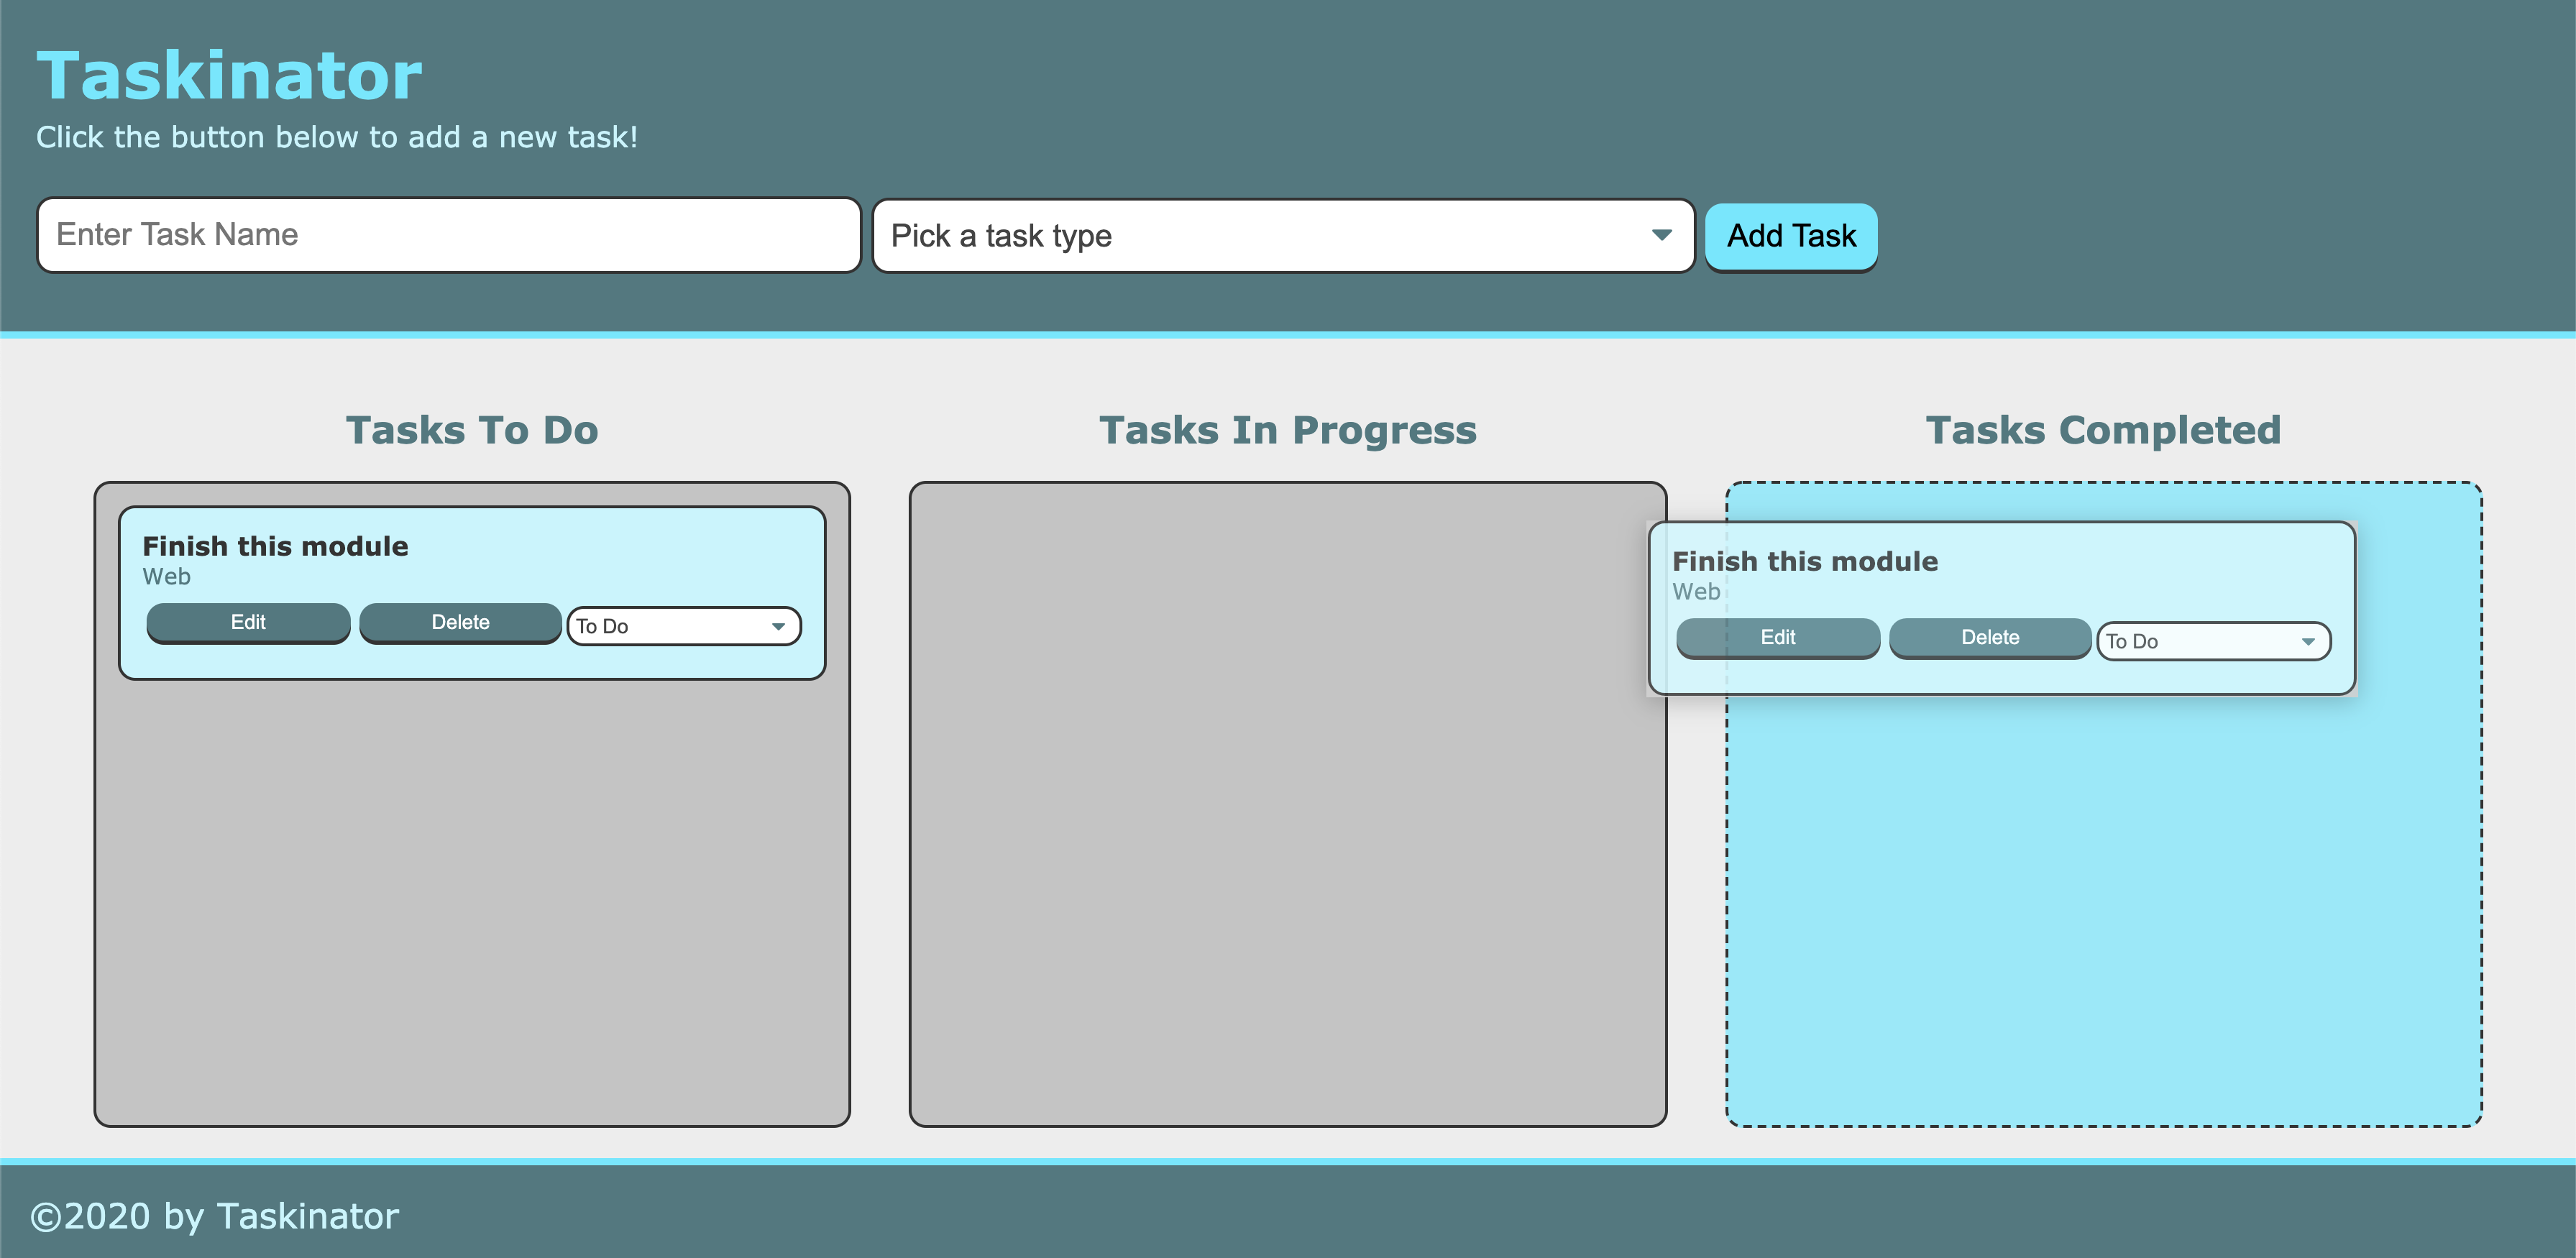 Taskinator
Click the button below to add a new task!
Enter Task Name
Pick a task type
Add Task
Tasks To Do
Tasks In Progress
Tasks Completed
Finish this module
Web
Edit
Delete
To Do
Finish this module
Web
Edit
Delete
To Do
©2020 by Taskinator